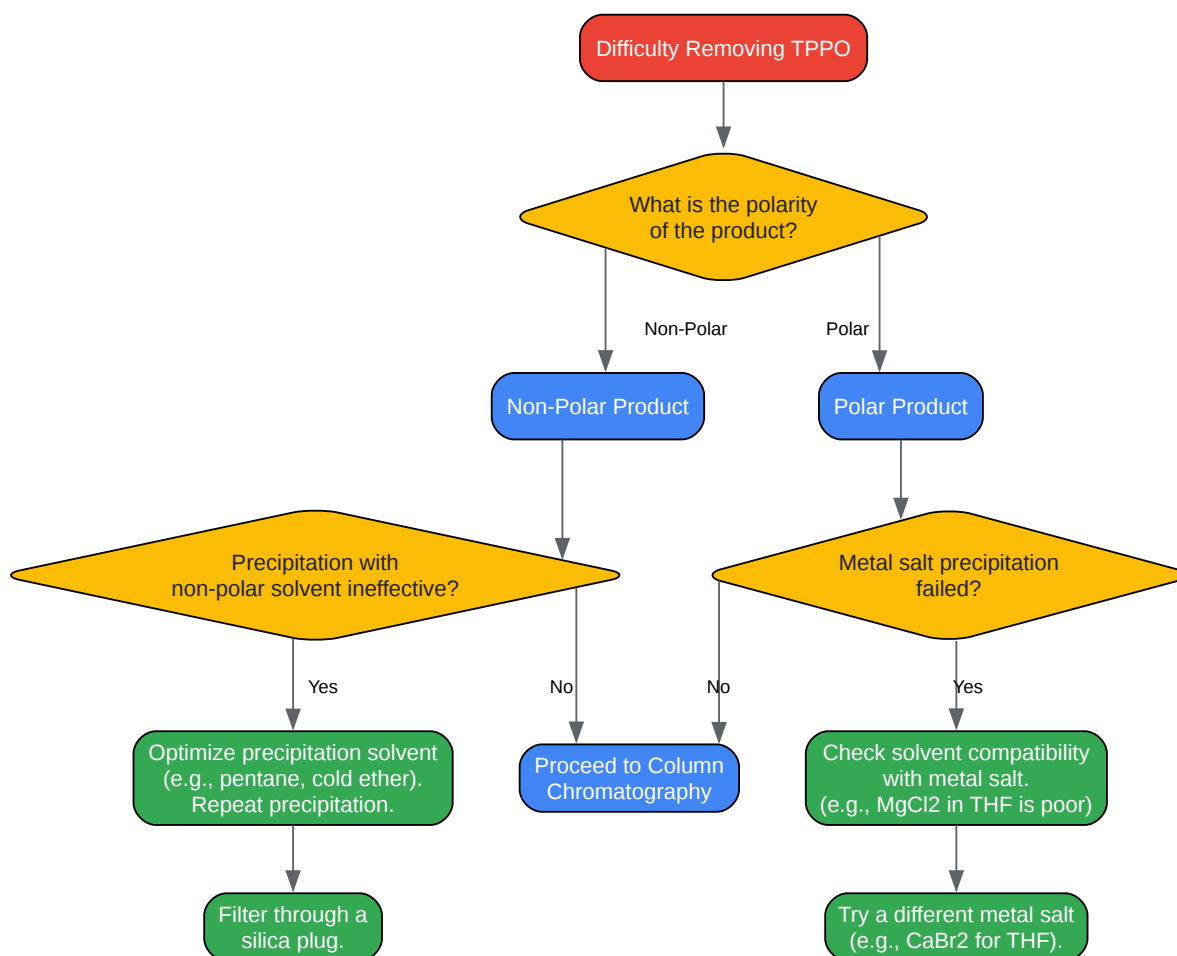 Difficulty Removing TPPO
What is the polarity
of the product?
Non-Polar
Polar
Non-Polar Product
Polar Product
Precipitation with
non-polar solvent ineffective?
Metal salt precipitation
failed?
Yes
No
No
Yes
Optimize precipitation solvent
(e.g., pentane, cold ether).
Repeat precipitation.
Proceed to Column
Chromatography
Check solvent compatibility
with metal salt.
(e.g., MgCl2 in THF is poor)
Filter through a
silica plug.
Try a different metal salt
(e.g., CaBr2 for THF).